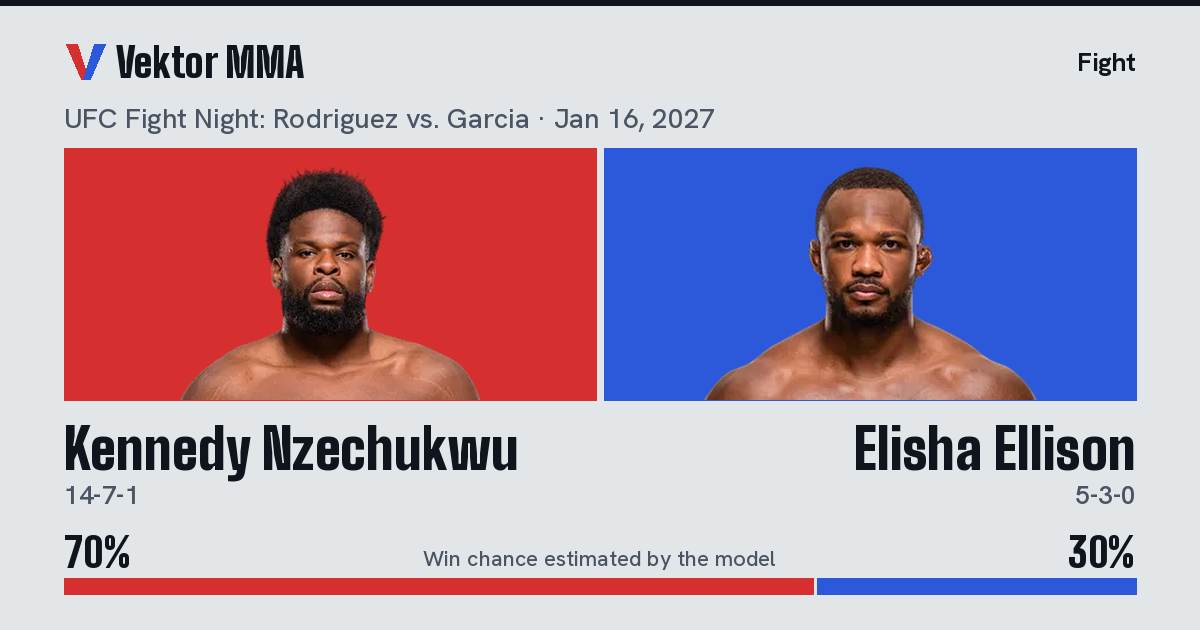 Vektor MMA
Fight
UFC Fight Night: Rodriguez vs. Garcia · Jan 16, 2027
Kennedy Nzechukwu
Elisha Ellison
14-7-1
5-3-0
70%
Win chance estimated by the model
30%